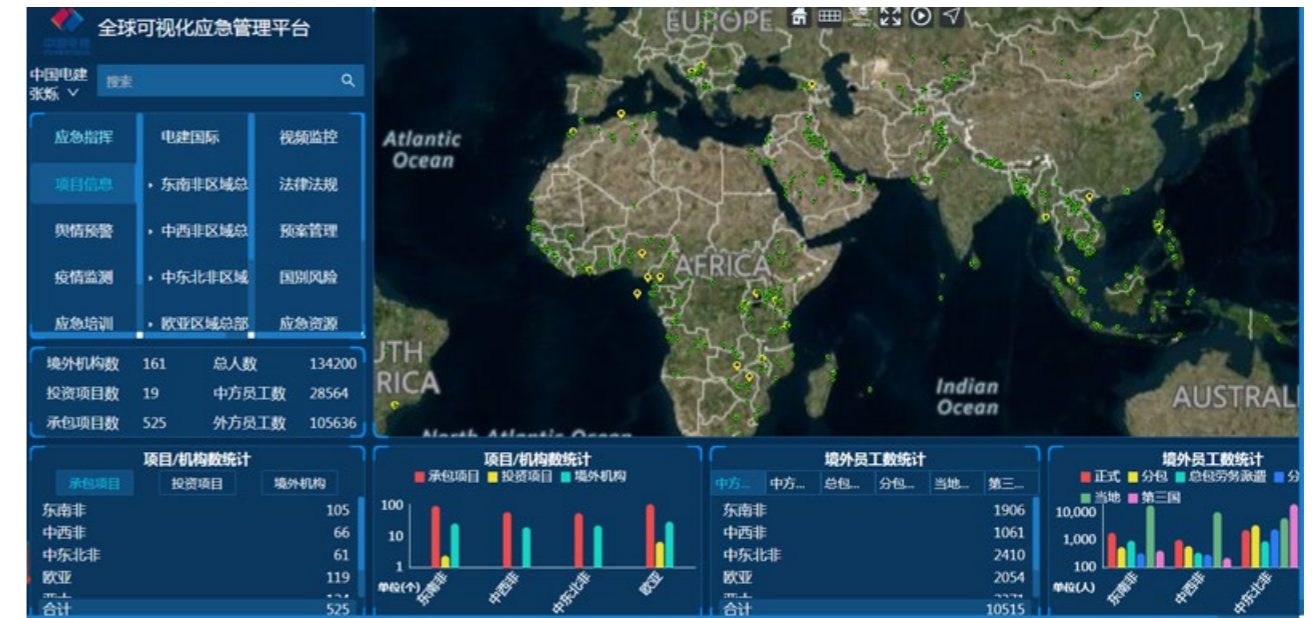 全球可视化应急管理平台
中国电建
中国电建
张烁
搜索
应急指挥 电建国际 视频监控
项目信息 东南非区域总 法律法规
舆情预警 中西非区域总 预案管理
疫情监测 中东北非区域 国别风险
应急培训 欧亚区域总部 应急资源
境外机构数 161 总人数 134200
投资项目数 19 中方员工数 28564
承包项目数 525 外方员工数 105636
EUROPE
Atlantic
Ocean
AFRICA
UTH
RICA
Indian
Ocean
AUSTRAL
North Atlantic Ocean
项目/机构数统计
承包项目 投资项目 境外机构
东南非 105
中西非 66
中东北非 61
欧亚 119
合计 525
项目/机构数统计
承包项目 投资项目 境外机构
100
10
1
单位(个)
东南非 中西非 中东北非 欧亚
境外员工数统计
中方... 中方... 总包... 分包... 当地... 第三...
东南非 1906
中西非 1061
中东北非 2410
欧亚 2054
合计 10515
境外员工数统计
正式 分包 总包劳务派遣 分
当地 第三国
10,000
1,000
100
单位(人)
东南非 中西非 中东北非